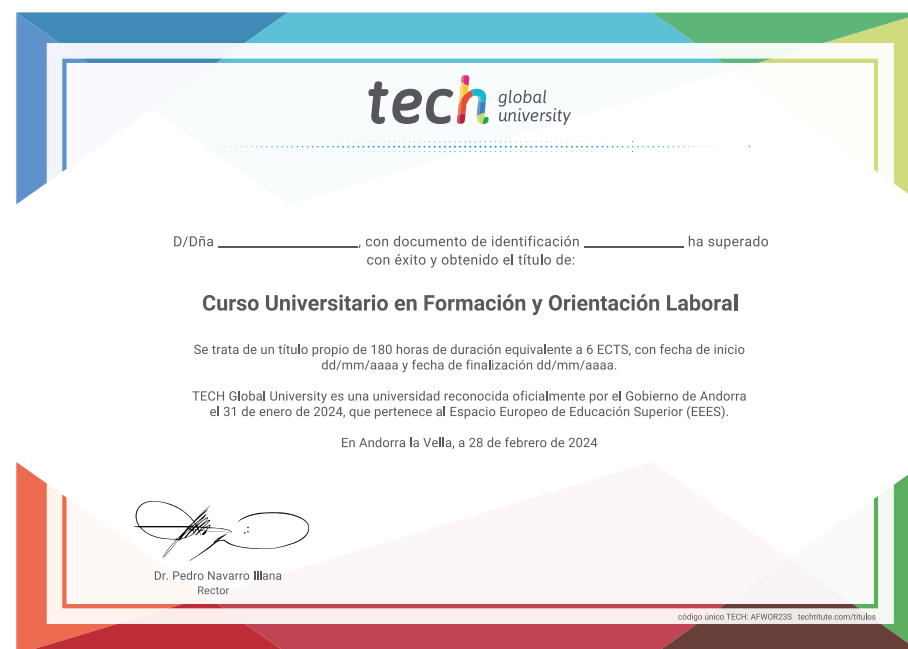 tech global university
D/Dña ____________, con documento de identificación ____________ ha superado
con éxito y obtenido el título de:
Curso Universitario en Formación y Orientación Laboral
Se trata de un título propio de 180 horas de duración equivalente a 6 ECTS, con fecha de inicio
dd/mm/aaaa y fecha de finalización dd/mm/aaaa.
TECH Global University es una universidad reconocida oficialmente por el Gobierno de Andorra
el 31 de enero de 2024, que pertenece al Espacio Europeo de Educación Superior (EEES).
En Andorra la Vella, a 28 de febrero de 2024
Dr. Pedro Navarro Illana
Rector
código único TECH: AFWOR23S techtitute.com/titulos